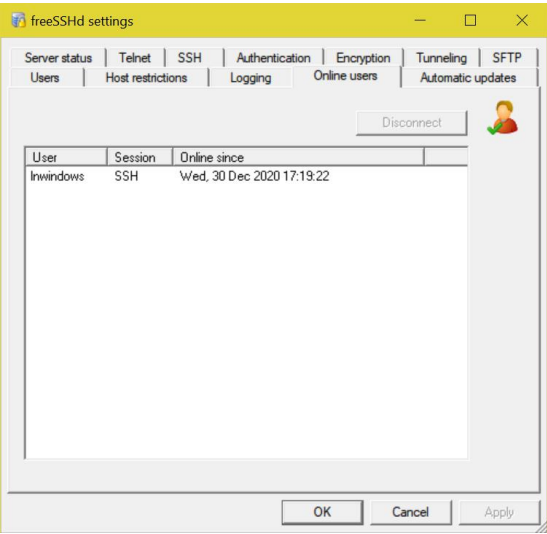 freeSSHd settings
Server status Telnet SSH Authentication Encryption Tunneling SFTP
Users Host restrictions Logging Online users Automatic updates
Disconnect
User Session Online since
Inwindows SSH Wed, 30 Dec 2020 17:19:22
OK Cancel Apply